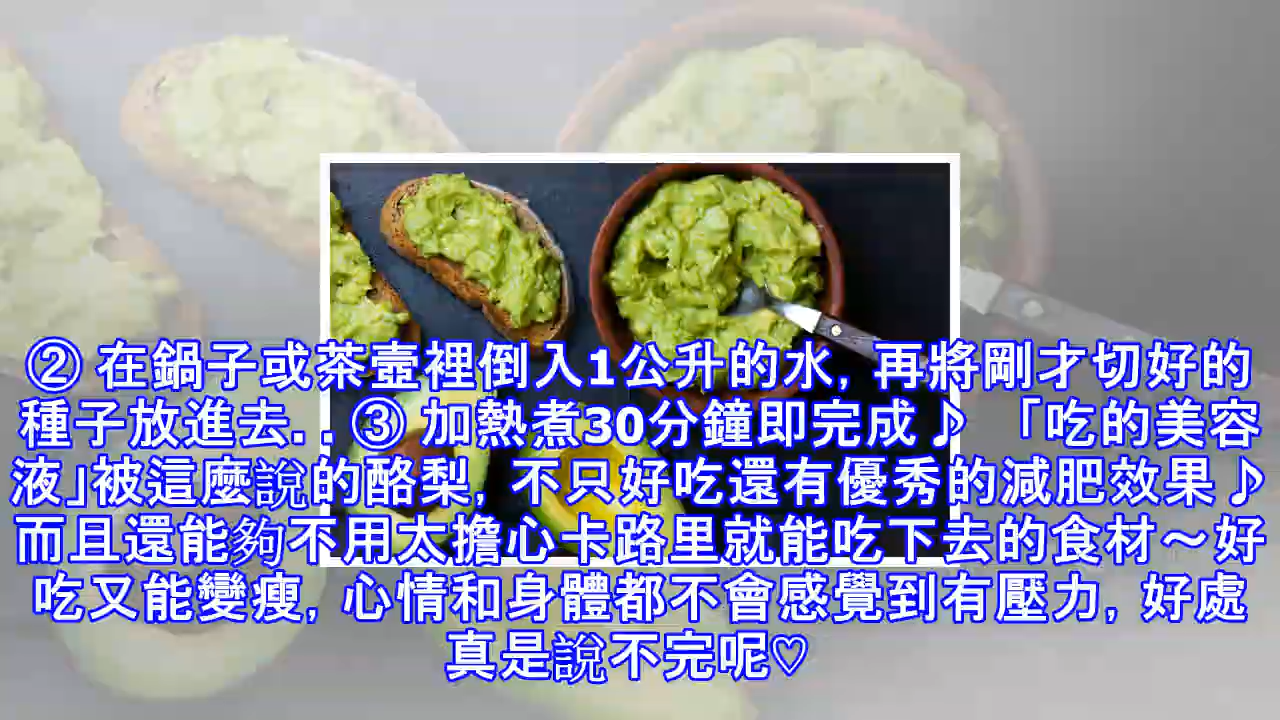 ② 在鍋子或茶壺裡倒入1公升的水, 再將剛才切好的
種子放進去. . ③ 加熱煮30分鐘即完成♪ 「吃的美容
液」被這麼說的酪梨, 不只好吃還有優秀的減肥效果♪
而且還能夠不用太擔心卡路里就能吃下去的食材～好
吃又能變瘦, 心情和身體都不會感覺到有壓力, 好處
真是說不完呢♡